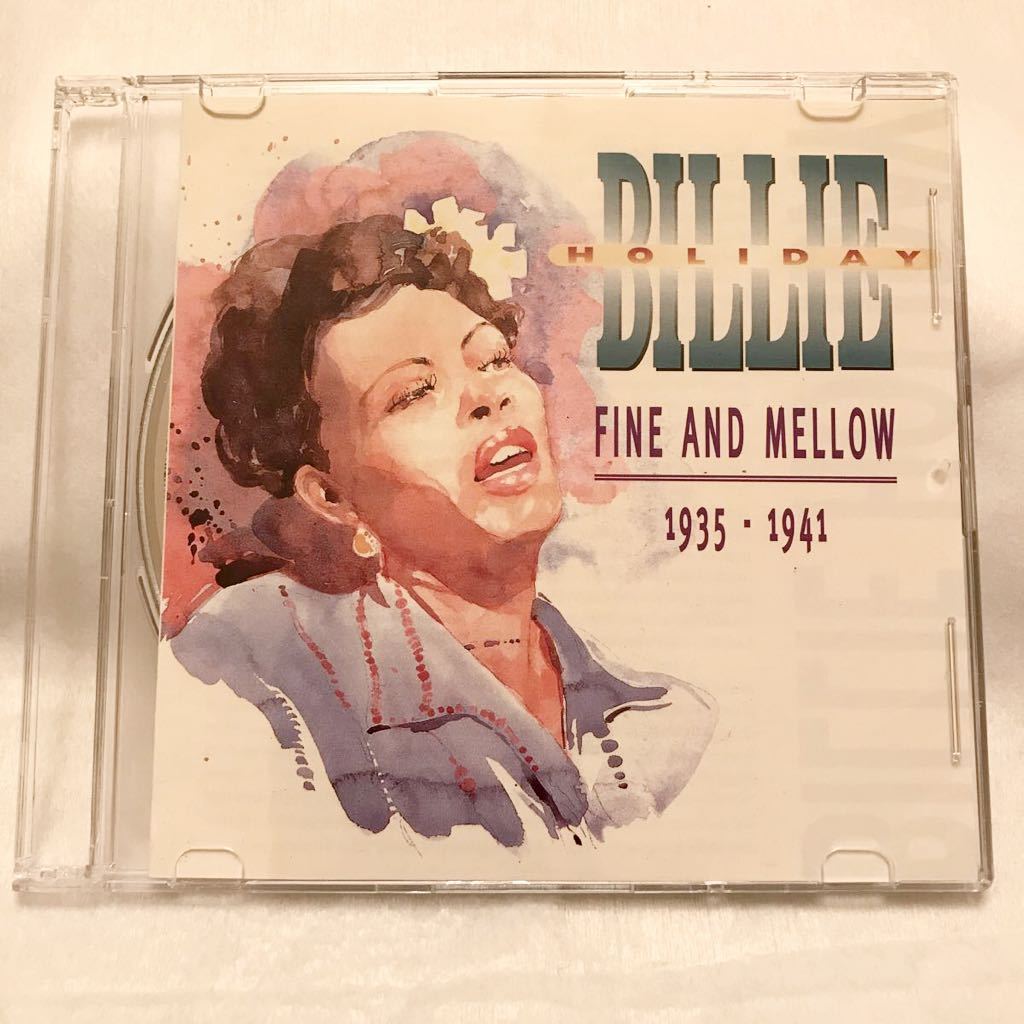 BILLIE
HOLIDAY
FINE AND MELLOW
1935 · 1941